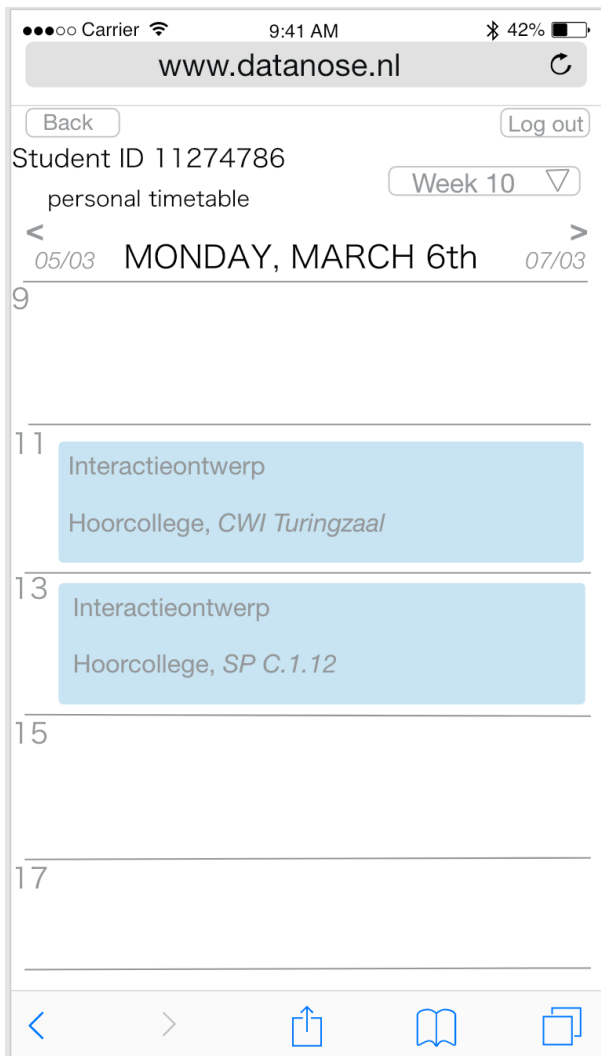 Carrier 9:41 AM 42%
www.datanose.nl
Back Log out
Student ID 11274786
Week 10
personal timetable
< >
05/03 MONDAY, MARCH 6th 07/03
9
11
Interactieontwerp
Hoorcollege, CWI Turingzaal
13
Interactieontwerp
Hoorcollege, SP C.1.12
15
17